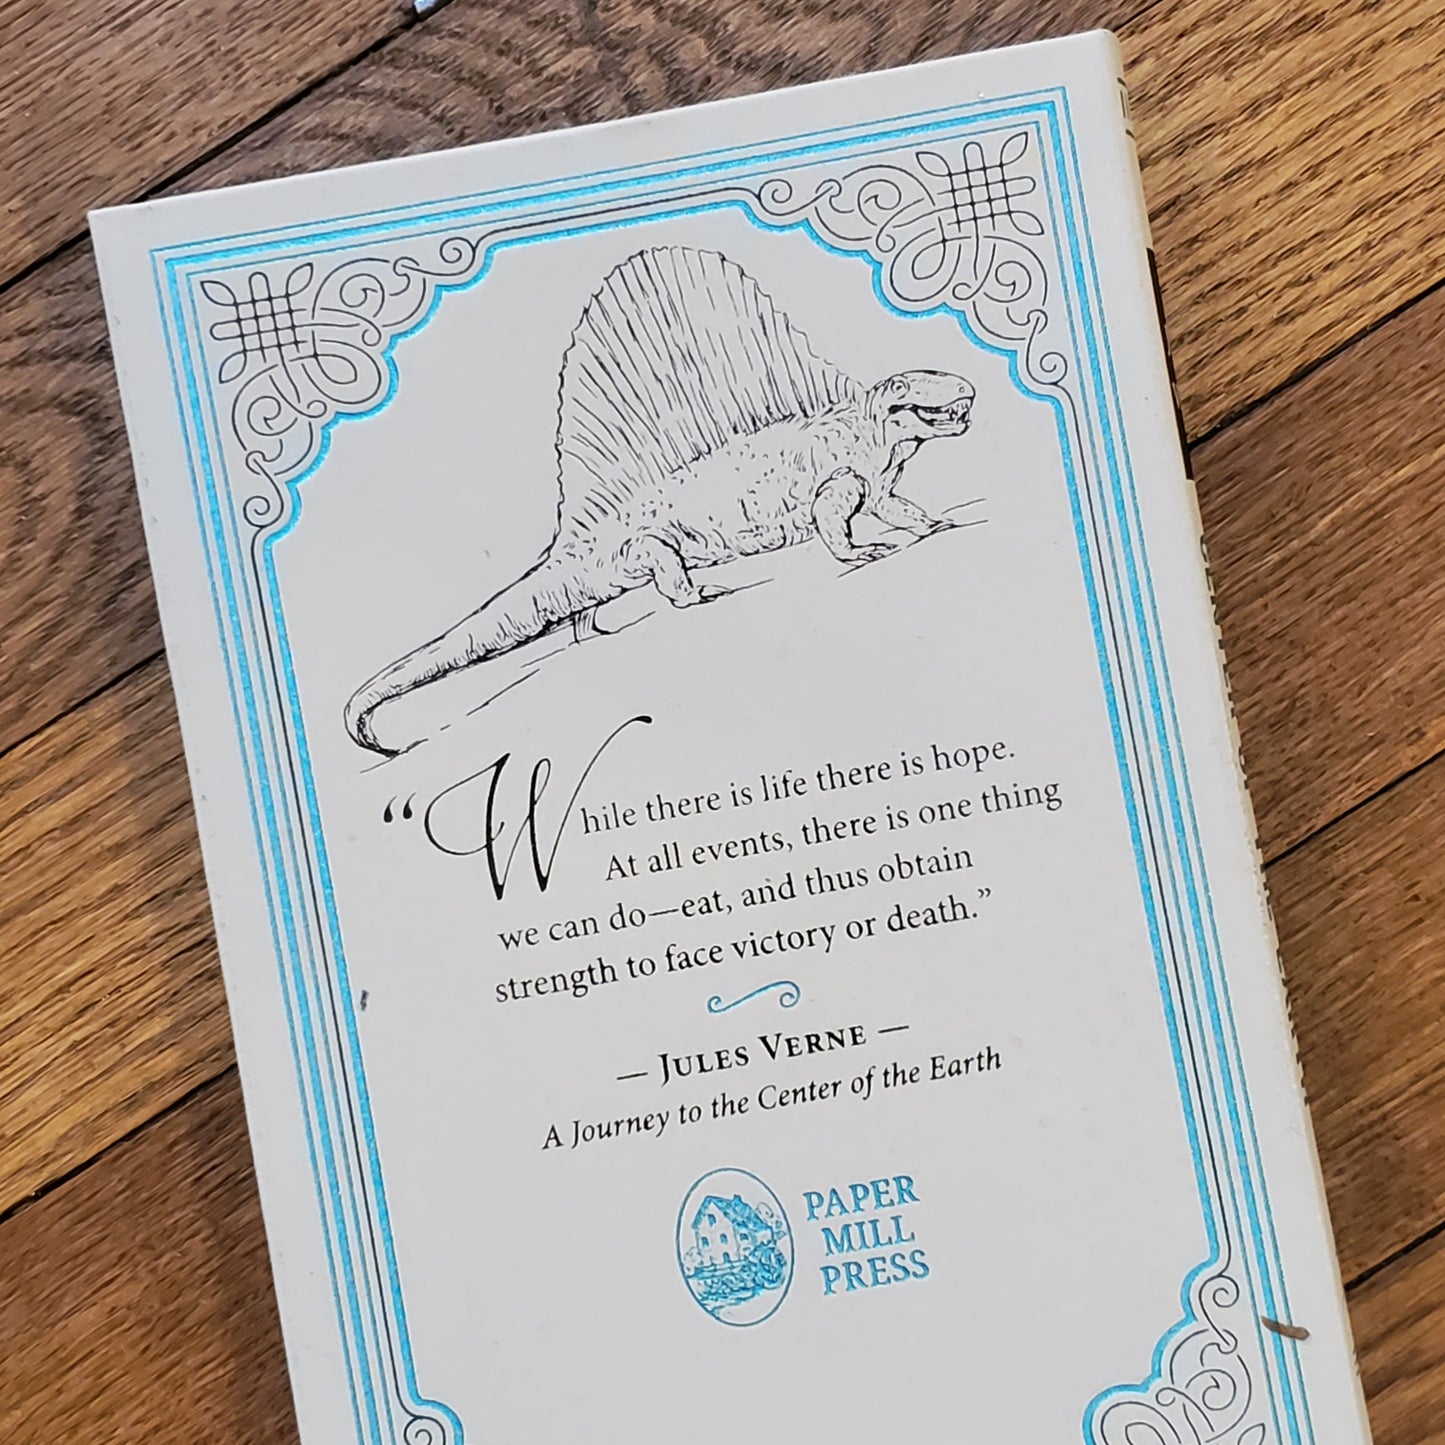 “While there is life there is hope.
At all events, there is one thing
we can do—eat, and thus obtain
strength to face victory or death.”
— JULES VERNE —
A Journey to the Center of the Earth
PAPER
MILL
PRESS